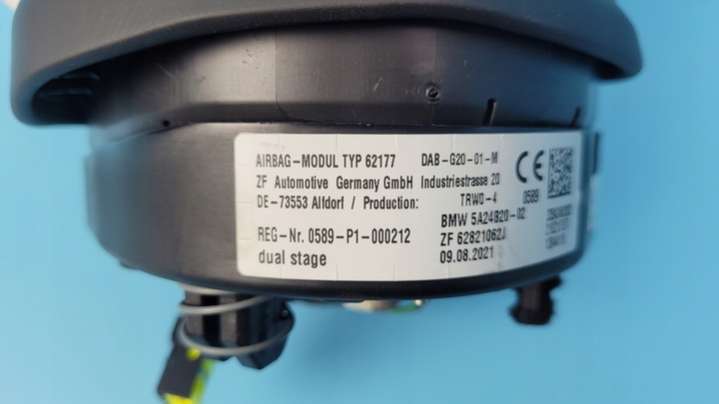 AIRBAG-MODUL TYP 62177 DAB-G20-01-M
ZF Automotive Germany GmbH Industriestrasse 20
DE-73553 Alfdorf / Production: TRWD-4
CE 0589
BMW 5A24B20-02
REG-Nr. 0589-P1-000212 ZF 62821062J
dual stage 09.08.2021